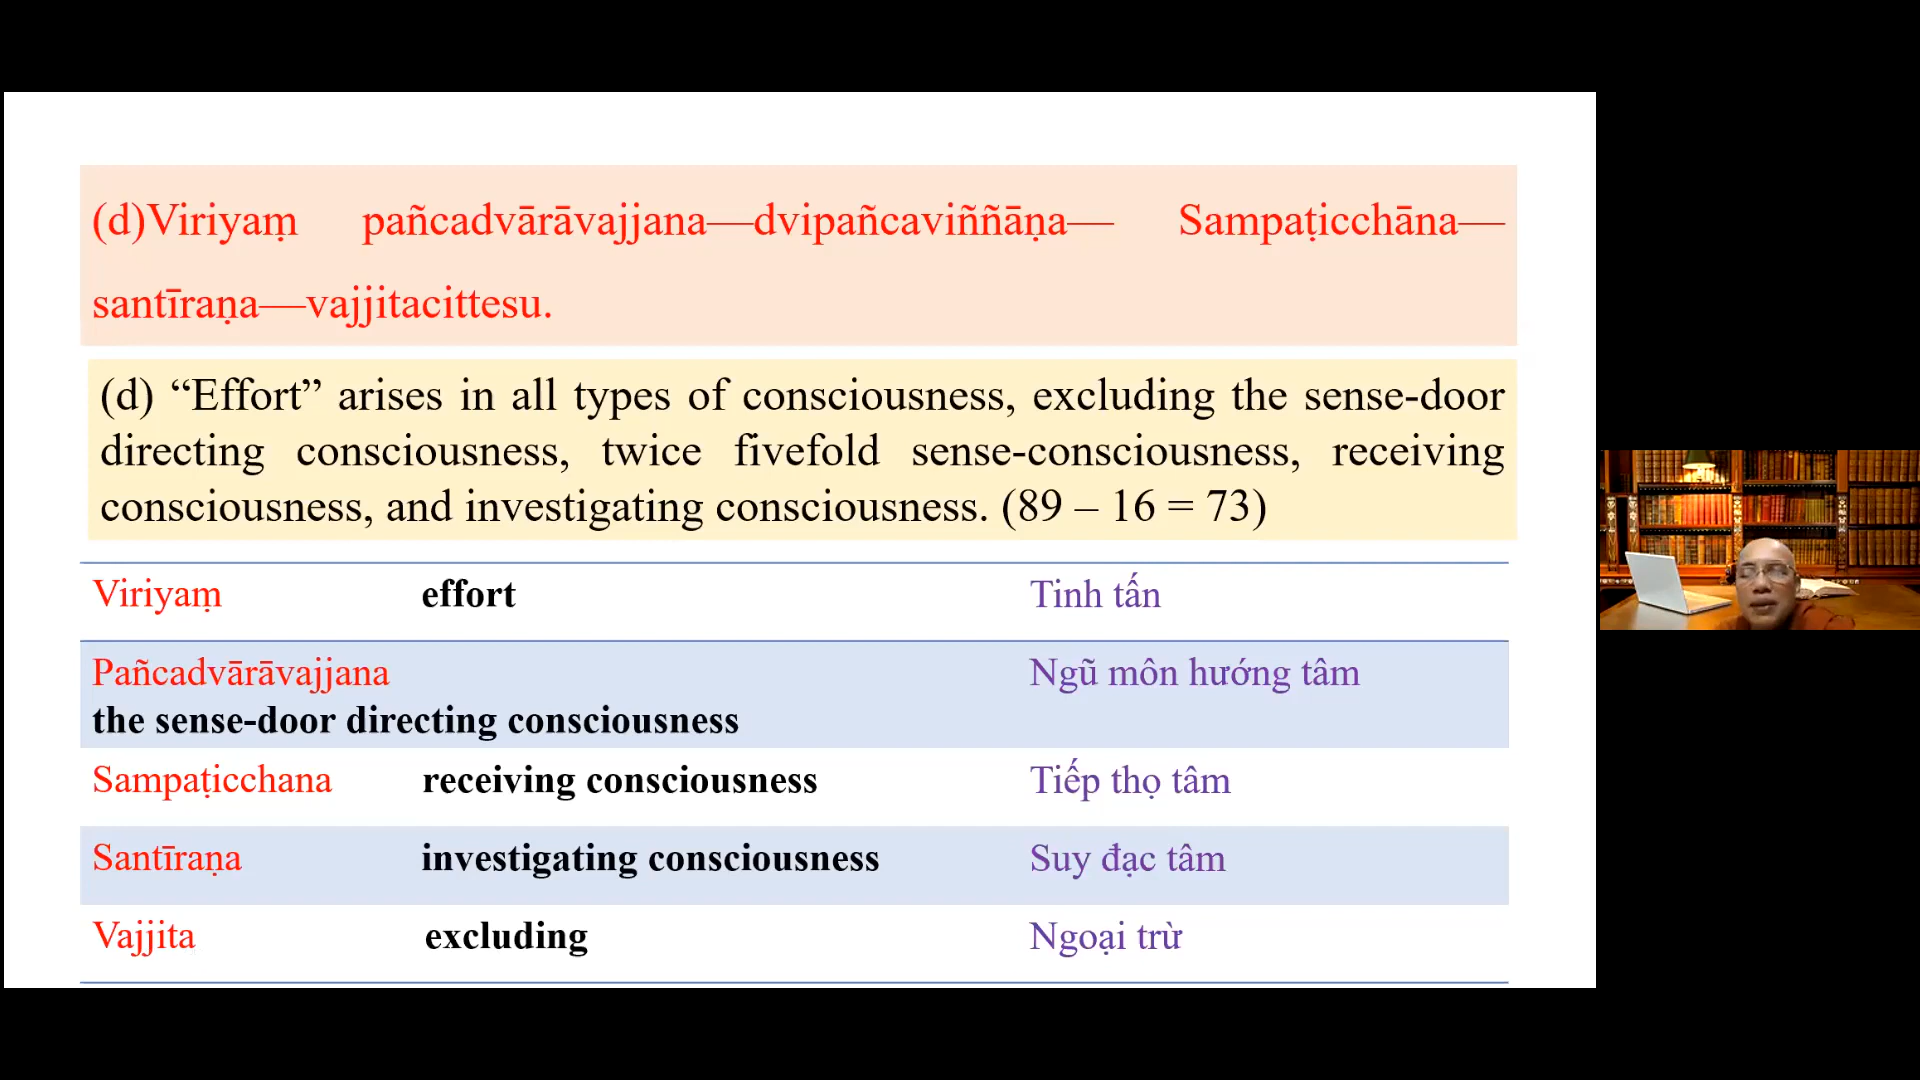 (d)Viriyaṃ pañcadvārāvajjana—dvipañcaviññāṇa— Sampaṭicchāna—
santīraṇa—vajjitacittesu.
(d) “Effort” arises in all types of consciousness, excluding the sense-door
directing consciousness, twice fivefold sense-consciousness, receiving
consciousness, and investigating consciousness. (89 – 16 = 73)
Viriyaṃ effort Tinh tấn
Pañcadvārāvajjana Ngũ môn hướng tâm
the sense-door directing consciousness
Sampaṭicchana receiving consciousness Tiếp thọ tâm
Santīraṇa investigating consciousness Suy đạc tâm
Vajjita excluding Ngoại trừ